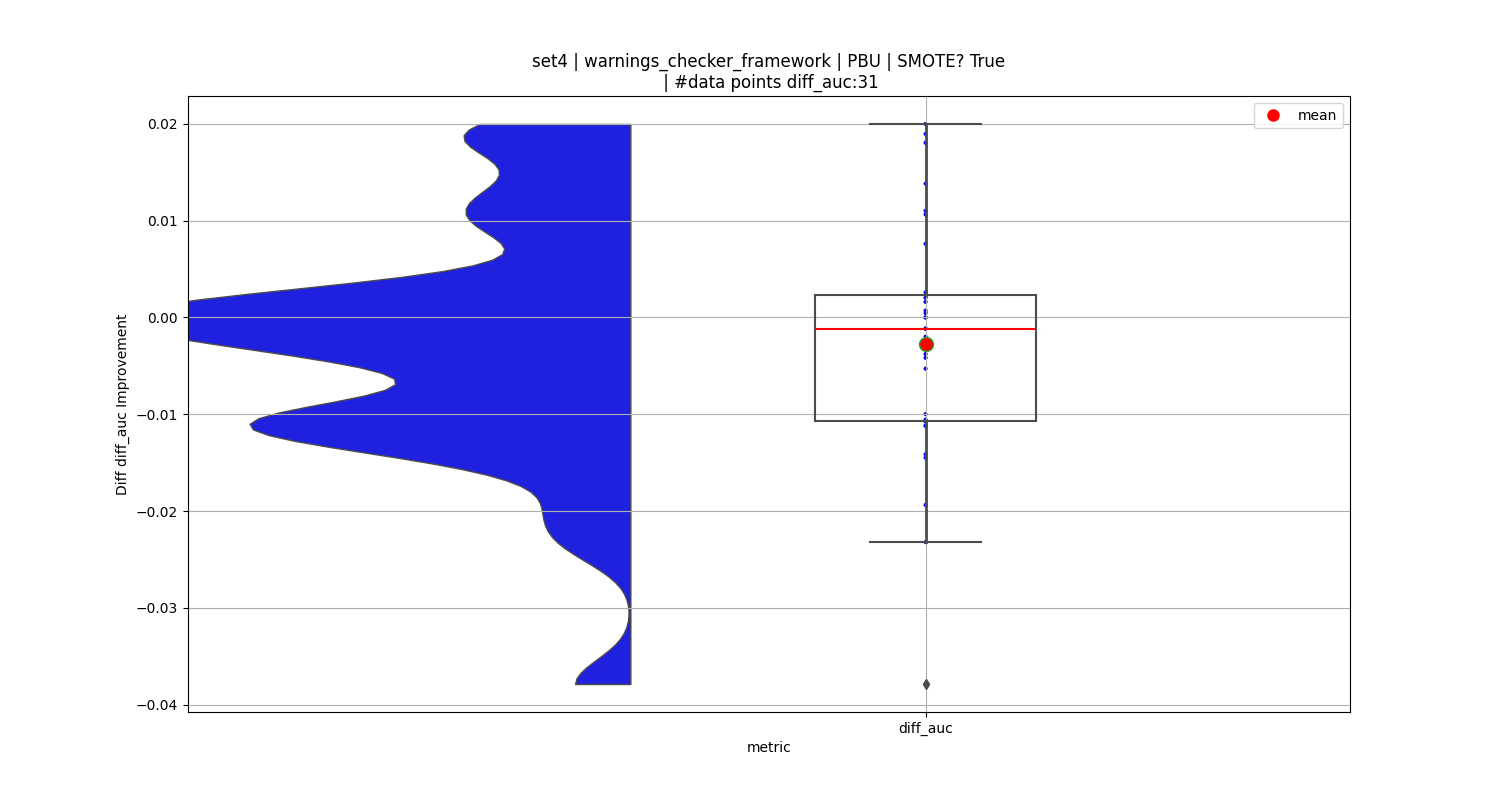 set4 | warnings_checker_framework | PBU | SMOTE? True
| #data points diff_auc:31
mean
0.02
0.01
0.00
−0.01
−0.02
−0.03
−0.04
Diff diff_auc Improvement
diff_auc
metric